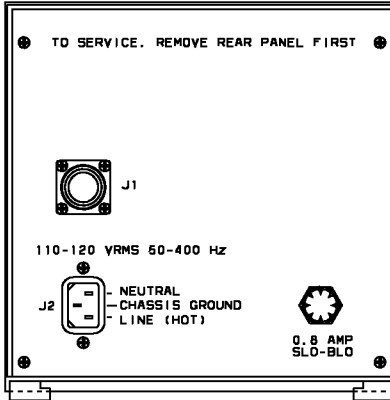 TO SERVICE, REMOVE REAR PANEL FIRST
J1
110-120 VRMS 50-400 Hz
J2
NEUTRAL
CHASSIS GROUND
LINE (HOT)
0.8 AMP
SLO-BLO